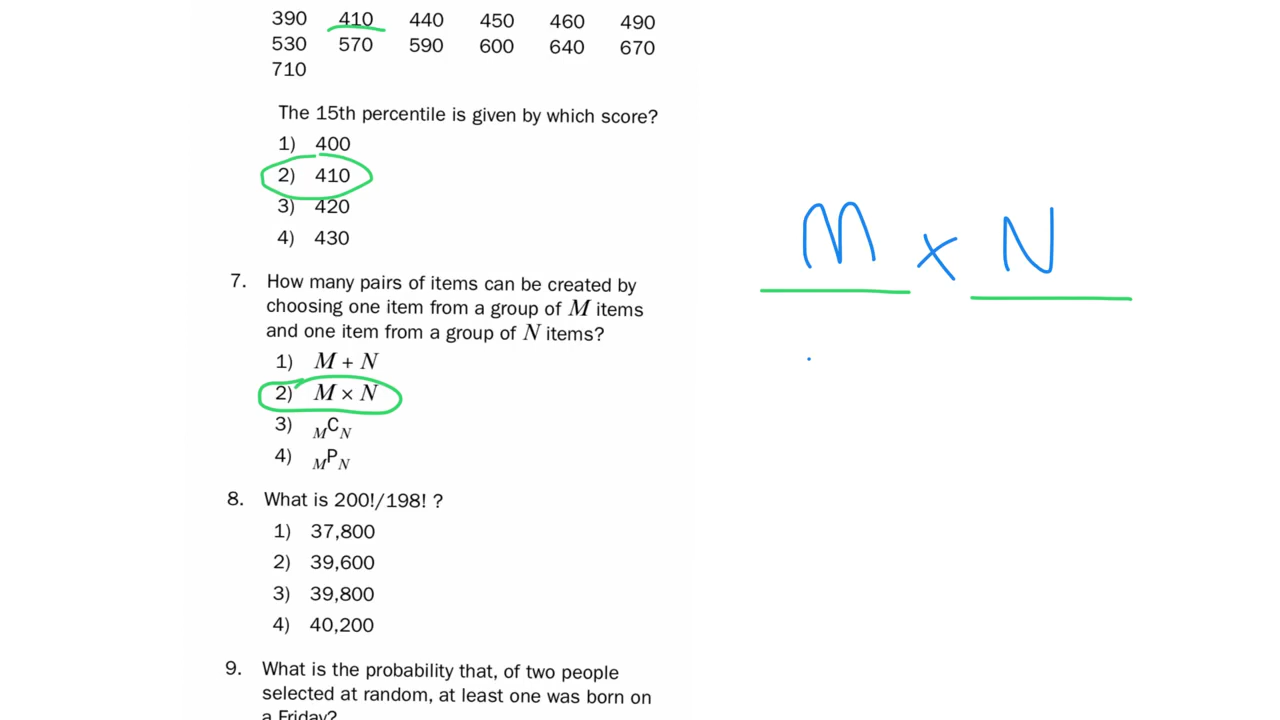 390 410 440 450 460 490
530 570 590 600 640 670
710
The 15th percentile is given by which score?
1) 400
2) 410
3) 420
4) 430
7. How many pairs of items can be created by
choosing one item from a group of M items
and one item from a group of N items?
1) M + N
2) M × N
3) MCN
4) MPN
8. What is 200!/198! ?
1) 37,800
2) 39,600
3) 39,800
4) 40,200
9. What is the probability that, of two people
selected at random, at least one was born on
a Friday?
M × N